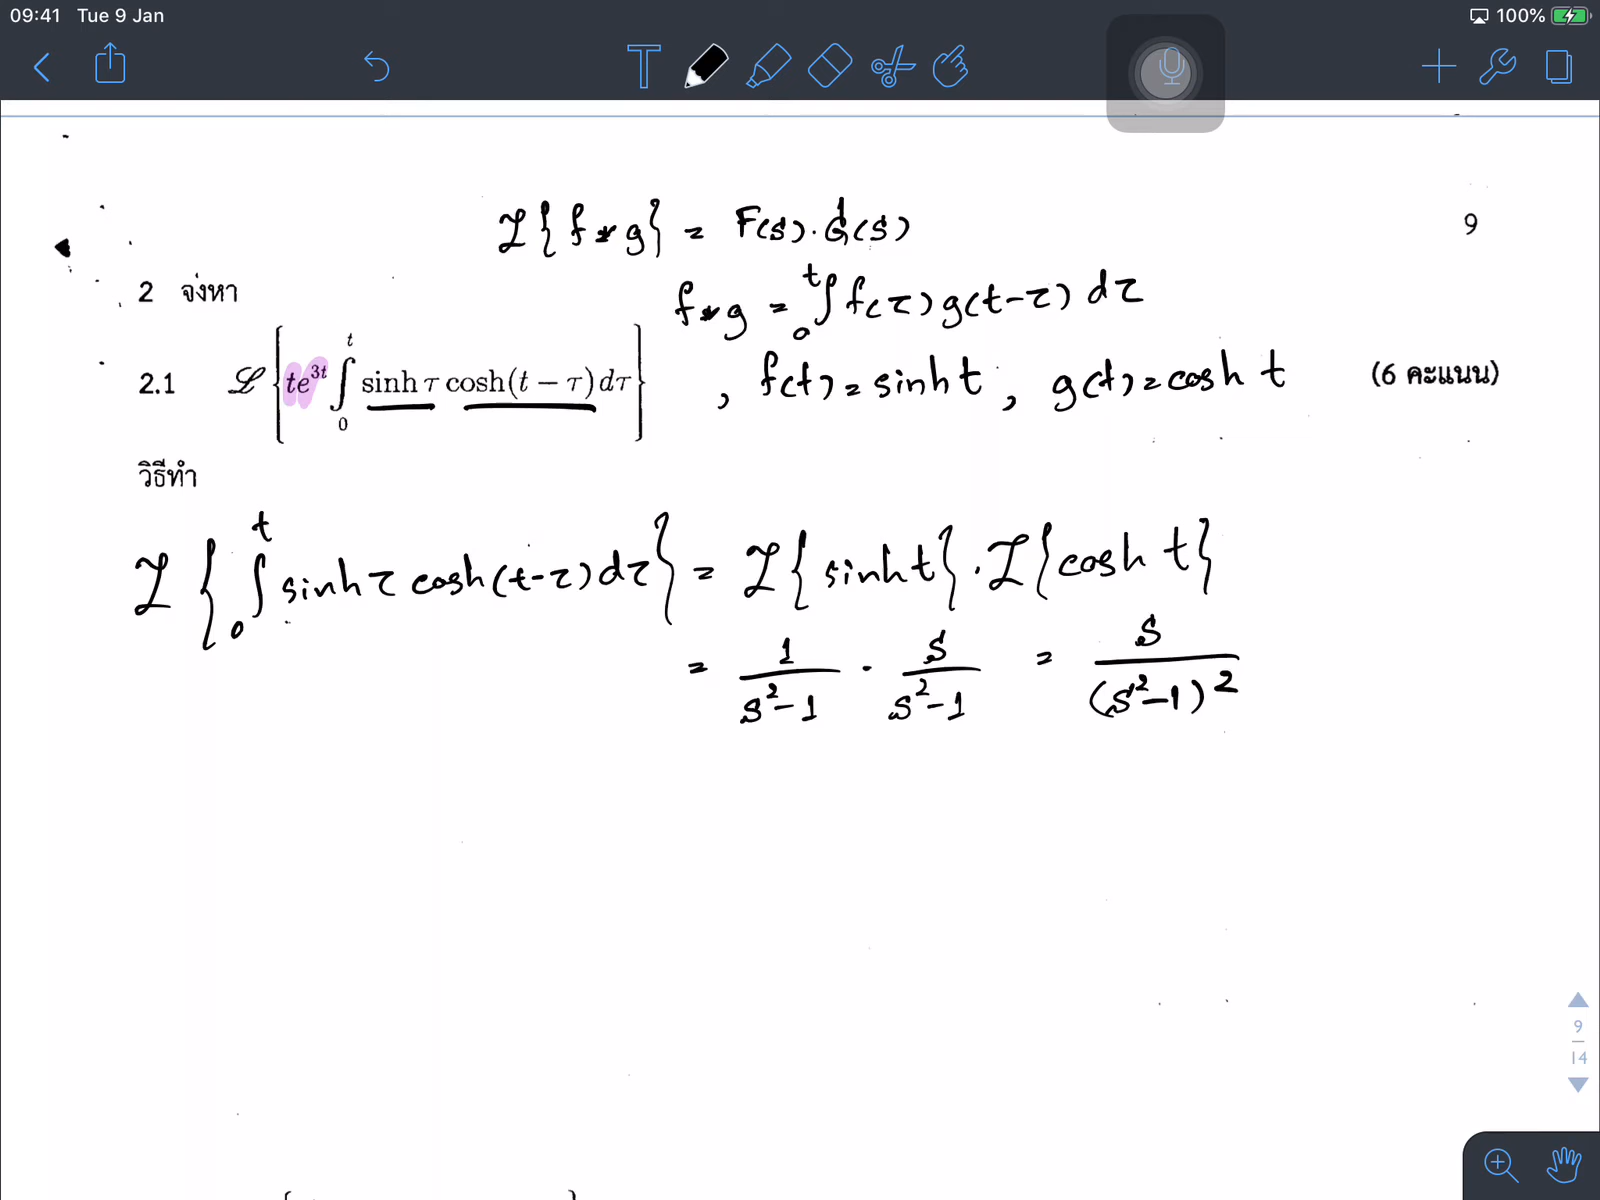 09:41 Tue 9 Jan 100%
T
ℒ{f*g} = F(s)·G(s)
9
2 จงหา
f*g = ∫₀ᵗ f(τ)g(t-τ) dτ
2.1 ℒ{te³ᵗ ∫₀ᵗ sinh τ cosh(t − τ) dτ} , f(t) = sinh t , g(t) = cosh t (6 คะแนน)
วิธีทำ
ℒ{∫₀ᵗ sinh τ cosh(t-τ)dτ} = ℒ{sinh t}·ℒ{cosh t}
= 1/(s²-1) · s/(s²-1) = s/(s²-1)²
9
14